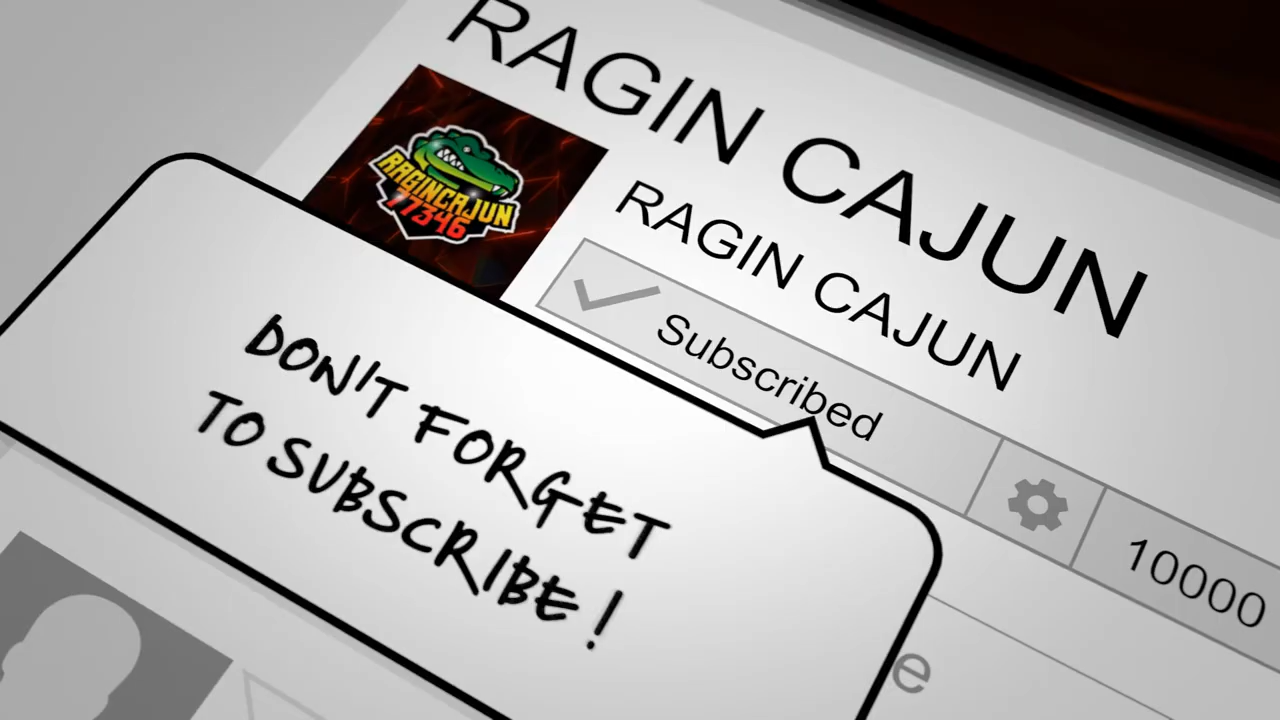 RAGIN CAJUN
RAGINCAJUN
77346
RAGIN CAJUN
Subscribed
10000
DON'T FORGET
TO SUBSCRIBE!
e